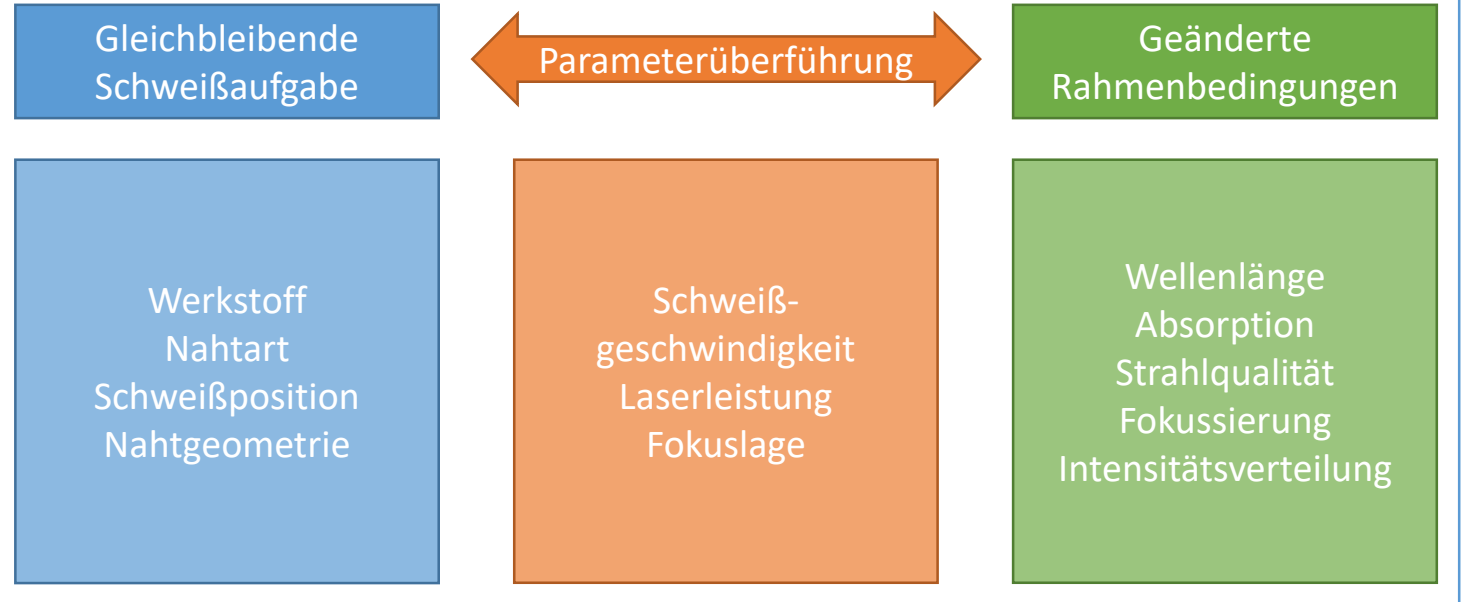 Gleichbleibende
Schweißaufgabe
Parameterüberführung
Geänderte
Rahmenbedingungen
Werkstoff
Nahtart
Schweißposition
Nahtgeometrie
Schweiß-
geschwindigkeit
Laserleistung
Fokuslage
Wellenlänge
Absorption
Strahlqualität
Fokussierung
Intensitätsverteilung